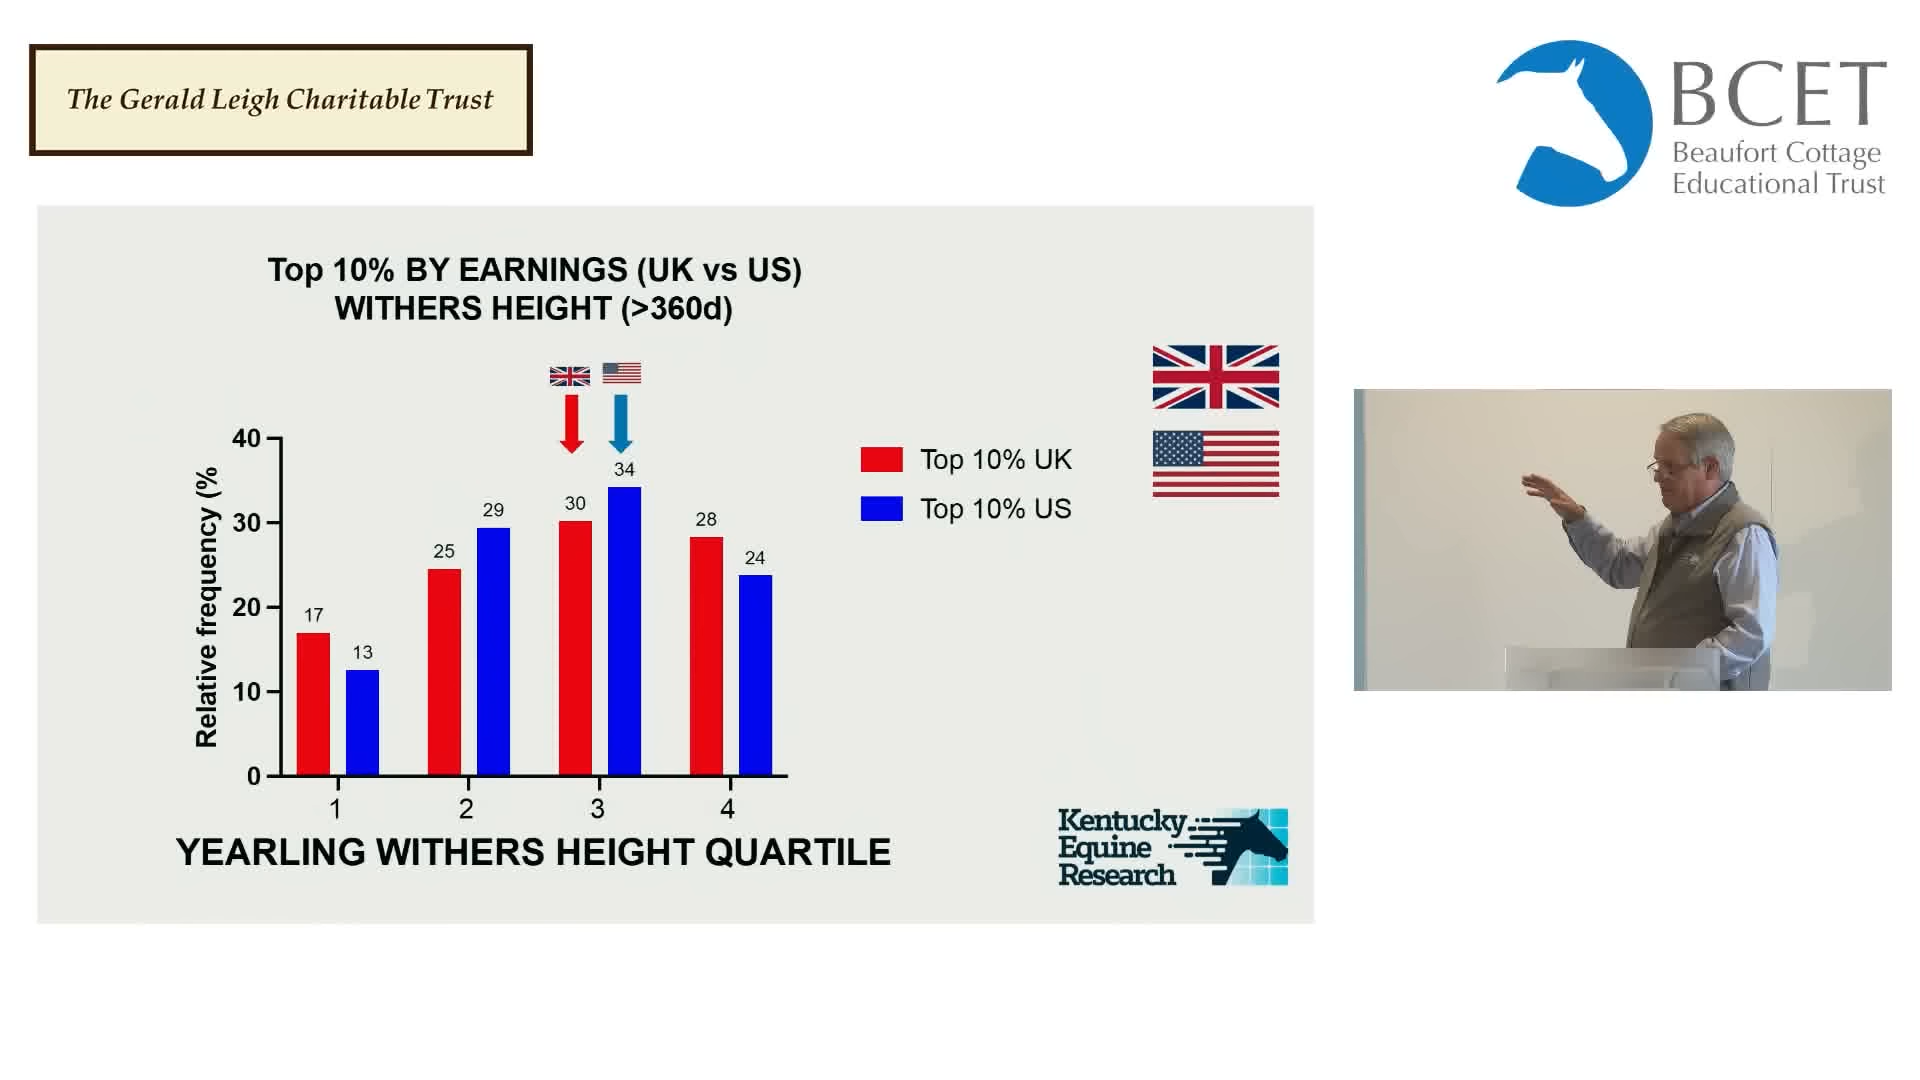 The Gerald Leigh Charitable Trust
BCET
Beaufort Cottage
Educational Trust
Top 10% BY EARNINGS (UK vs US)
WITHERS HEIGHT (>360d)
40
30
20
10
0
Relative frequency (%
17
13
25
29
30
34
28
24
1
2
3
4
YEARLING WITHERS HEIGHT QUARTILE
Top 10% UK
Top 10% US
Kentucky
Equine
Research